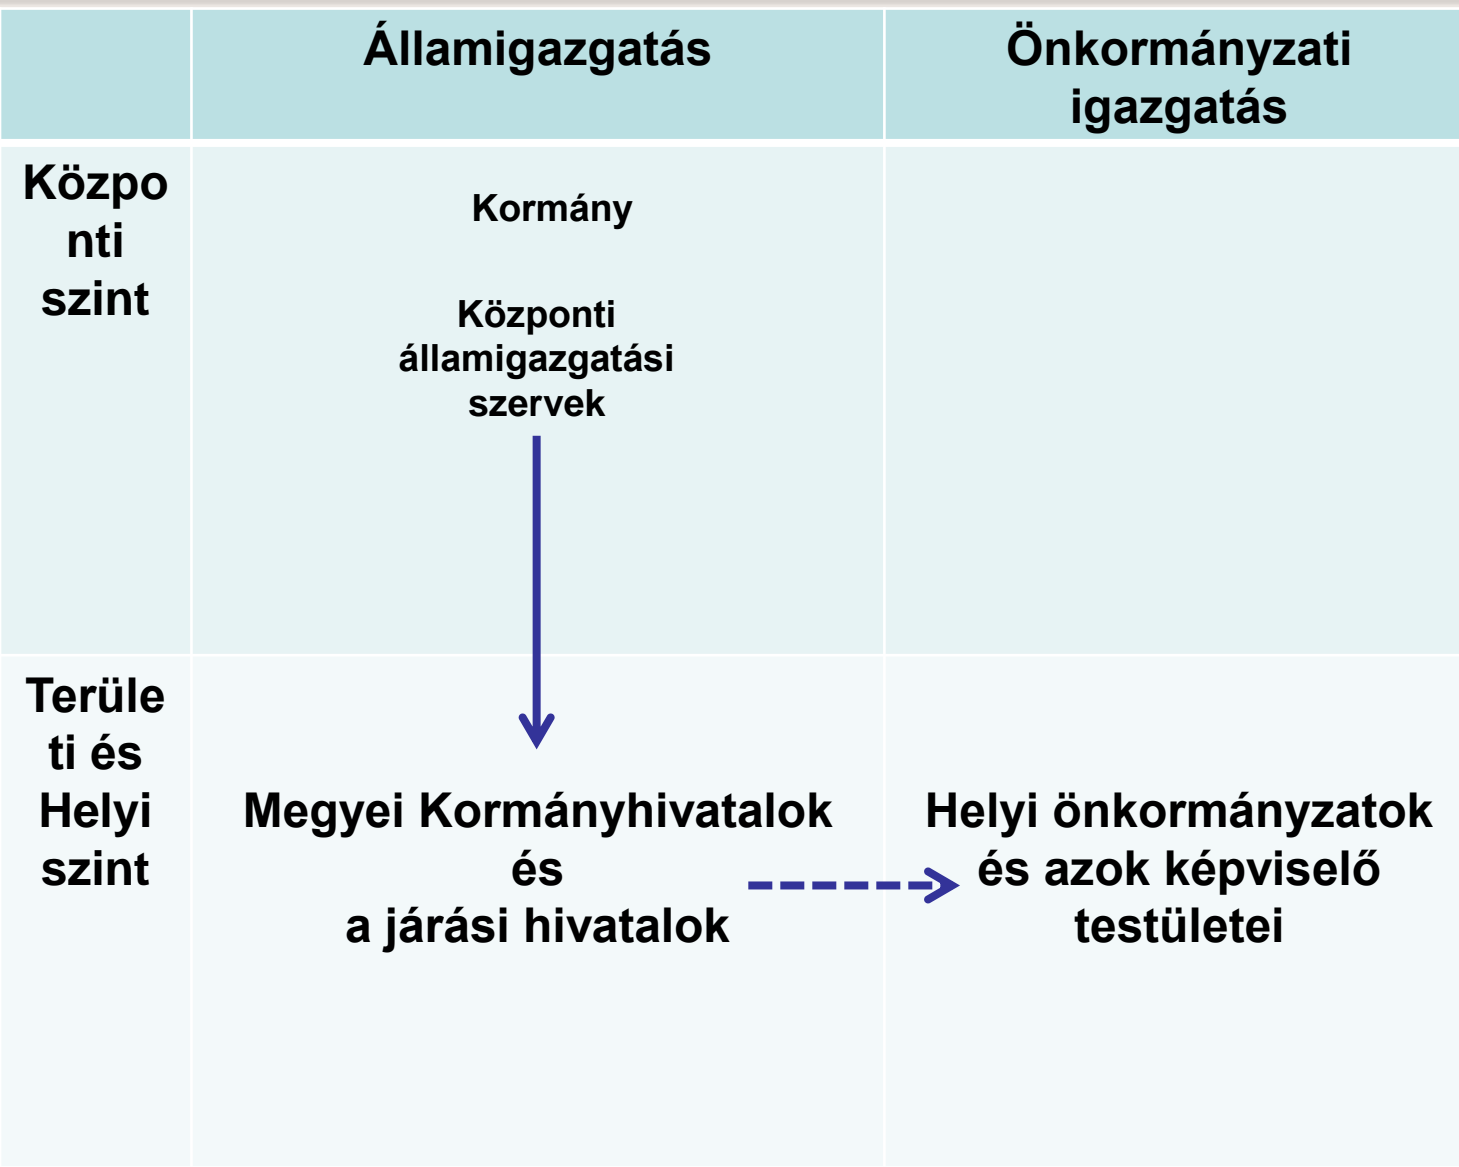 Államigazgatás
Önkormányzati
igazgatás
Közpo
nti
szint
Kormány
Központi
államigazgatási
szervek
Terüle
ti és
Helyi
szint
Megyei Kormányhivatalok
és
a járási hivatalok
Helyi önkormányzatok
és azok képviselő
testületei